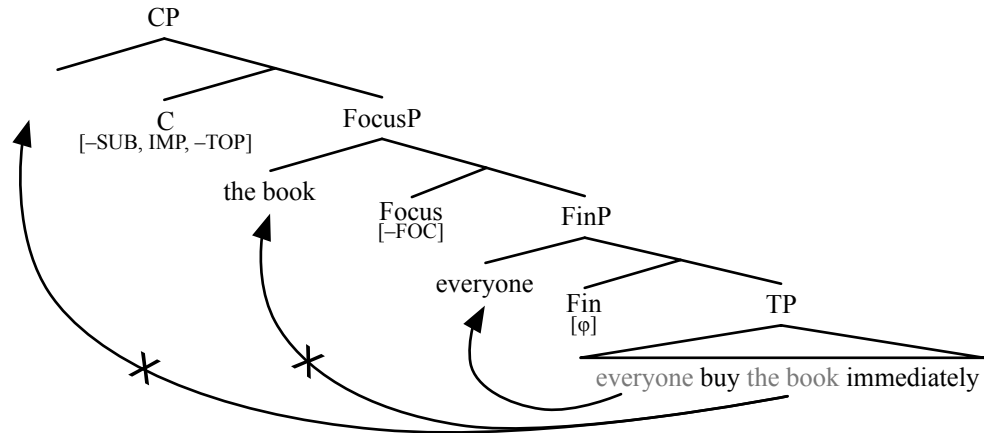 CP
C
[–SUB, IMP, –TOP]
FocusP
the book
Focus
[–FOC]
FinP
everyone
Fin
[φ]
TP
everyone buy the book immediately